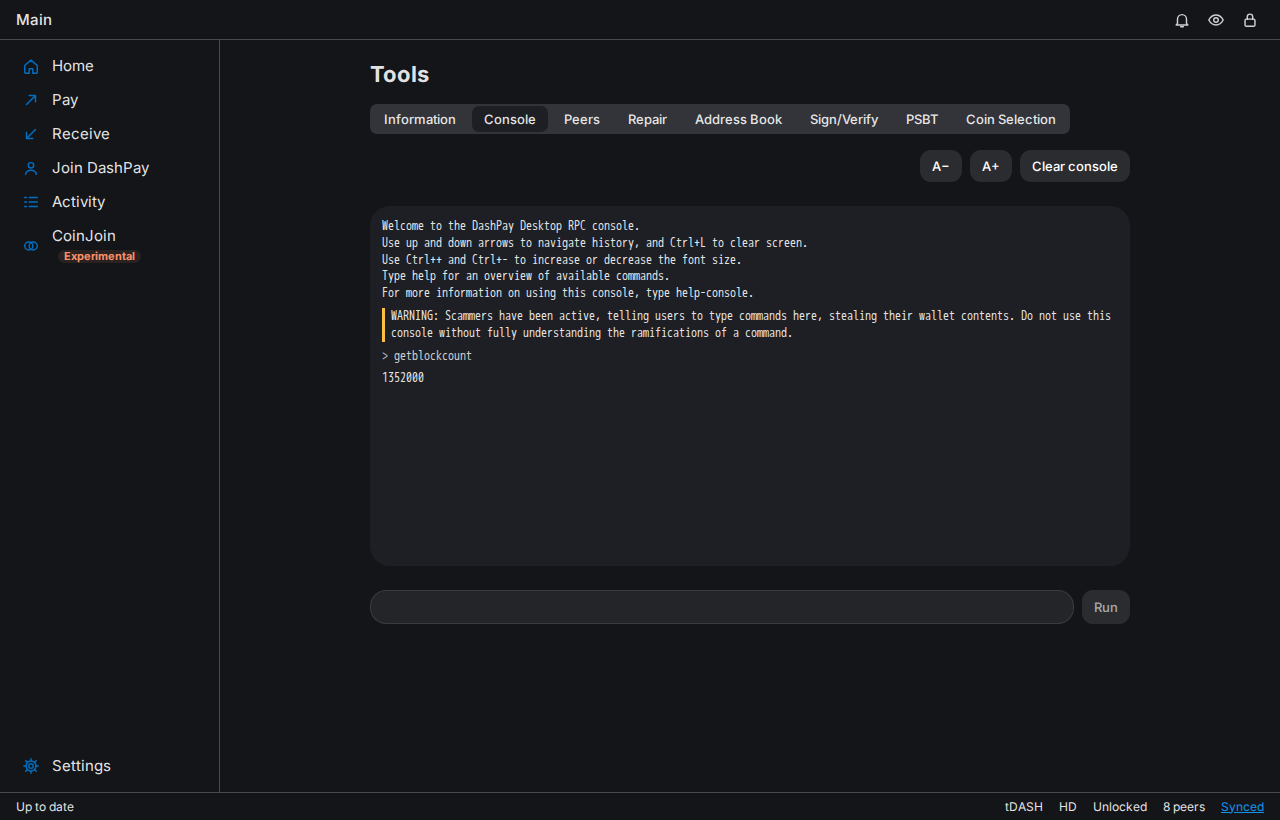 Main
Home
Pay
Receive
Join DashPay
Activity
CoinJoin
Experimental
Settings
Tools
Information Console Peers Repair Address Book Sign/Verify PSBT Coin Selection
A− A+ Clear console
Welcome to the DashPay Desktop RPC console.
Use up and down arrows to navigate history, and Ctrl+L to clear screen.
Use Ctrl++ and Ctrl+- to increase or decrease the font size.
Type help for an overview of available commands.
For more information on using this console, type help-console.
WARNING: Scammers have been active, telling users to type commands here, stealing their wallet contents. Do not use this
console without fully understanding the ramifications of a command.
> getblockcount
1352000
Run
Up to date tDASH HD Unlocked 8 peers Synced